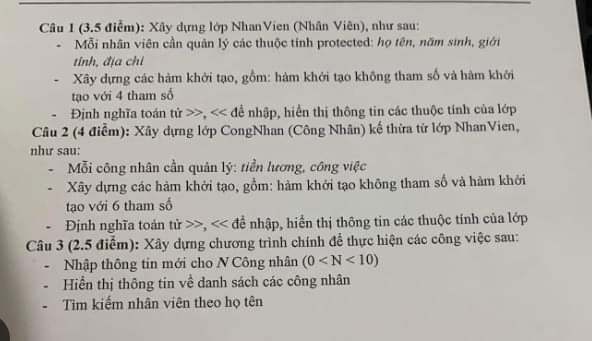 Câu 1 (3.5 điểm): Xây dựng lớp NhanVien (Nhân Viên), như sau:
- Mỗi nhân viên cần quản lý các thuộc tính protected: họ tên, năm sinh, giới
tính, địa chỉ
- Xây dựng các hàm khởi tạo, gồm: hàm khởi tạo không tham số và hàm khởi
tạo với 4 tham số
- Định nghĩa toán tử >>, << để nhập, hiển thị thông tin các thuộc tính của lớp
Câu 2 (4 điểm): Xây dựng lớp CongNhan (Công Nhân) kế thừa từ lớp NhanVien,
như sau:
- Mỗi công nhân cần quản lý: tiền lương, công việc
- Xây dựng các hàm khởi tạo, gồm: hàm khởi tạo không tham số và hàm khởi
tạo với 6 tham số
- Định nghĩa toán tử >>, << để nhập, hiển thị thông tin các thuộc tính của lớp
Câu 3 (2.5 điểm): Xây dựng chương trình chính để thực hiện các công việc sau:
- Nhập thông tin mới cho N Công nhân (0 < N < 10)
- Hiển thị thông tin về danh sách các công nhân
- Tìm kiếm nhân viên theo họ tên